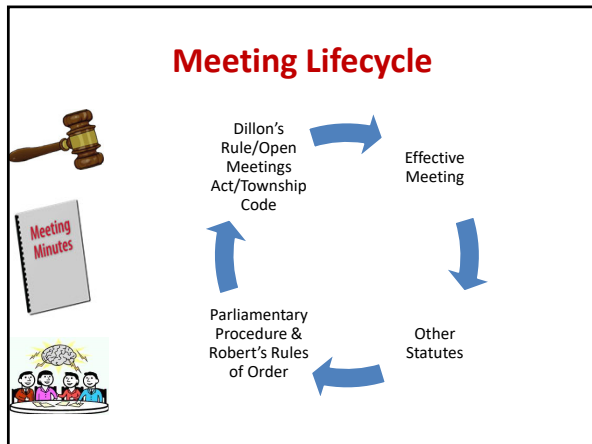 Meeting Lifecycle
Dillon's
Rule/Open
Meetings
Act/Township
Code
Effective
Meeting
Meeting
Minutes
Parliamentary
Procedure &
Robert's Rules
of Order
Other
Statutes